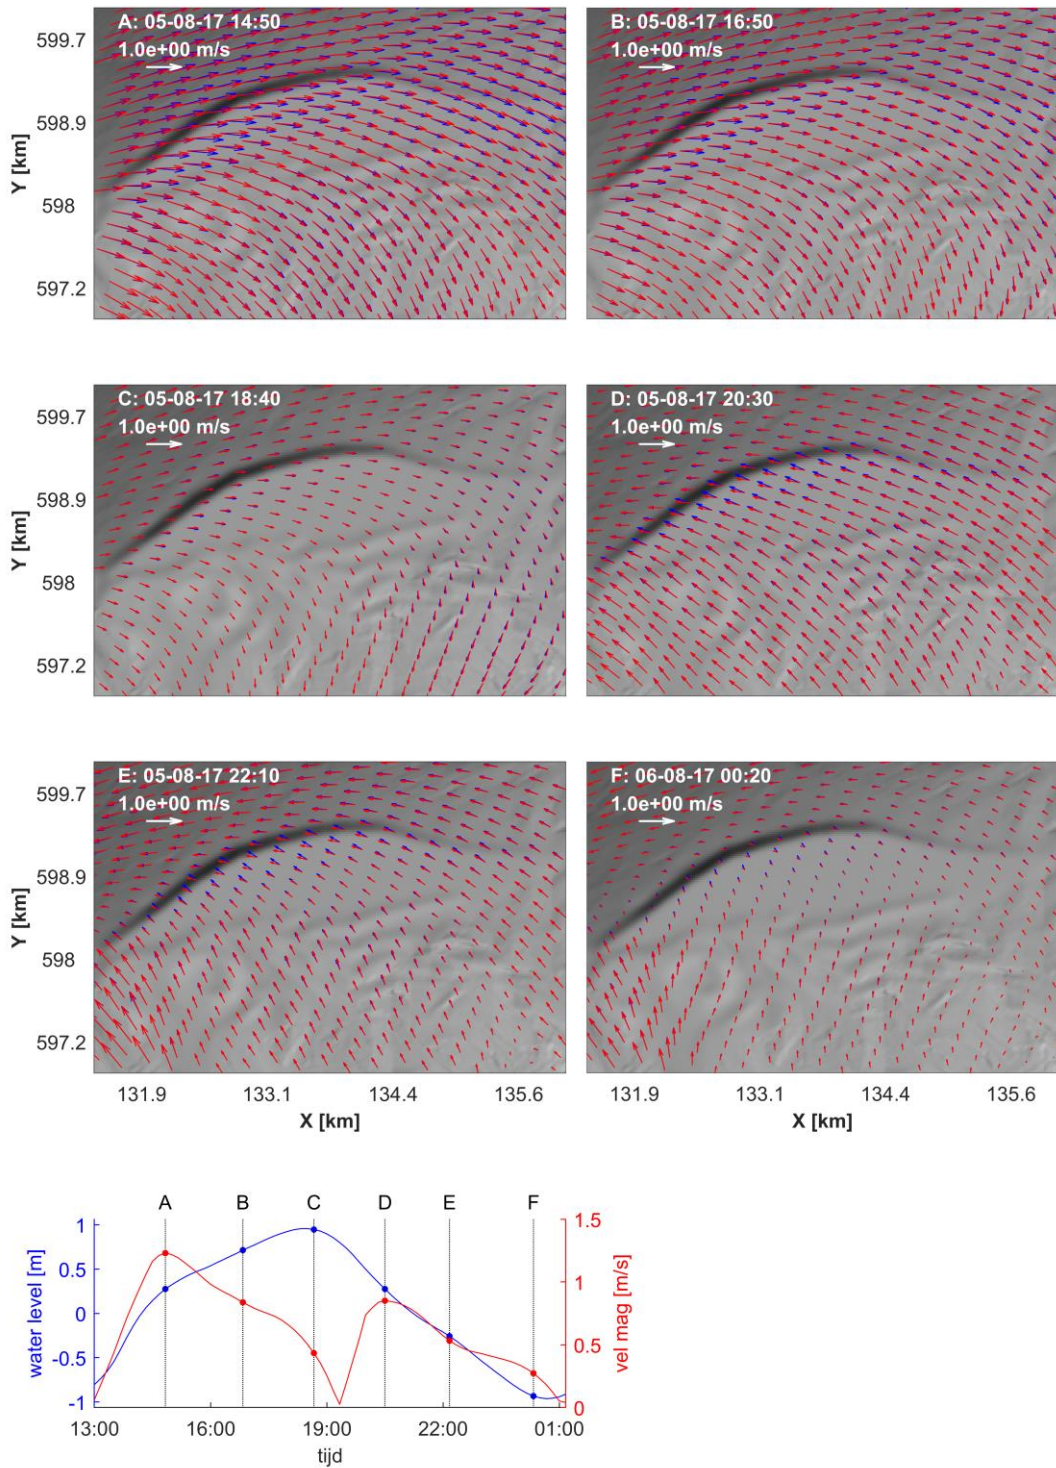 A: 05-08-17 14:50
1.0e+00 m/s
B: 05-08-17 16:50
1.0e+00 m/s
599.7
598.9
598
597.2
Y [km]
C: 05-08-17 18:40
1.0e+00 m/s
D: 05-08-17 20:30
1.0e+00 m/s
599.7
598.9
598
597.2
Y [km]
E: 05-08-17 22:10
1.0e+00 m/s
F: 06-08-17 00:20
1.0e+00 m/s
599.7
598.9
598
597.2
Y [km]
131.9 133.1 134.4 135.6
X [km]
131.9 133.1 134.4 135.6
X [km]
A B C D E F
1
0.5
0
-0.5
-1
water level [m]
1.5
1
0.5
0
vel mag [m/s]
13:00 16:00 19:00 22:00 01:00
tijd